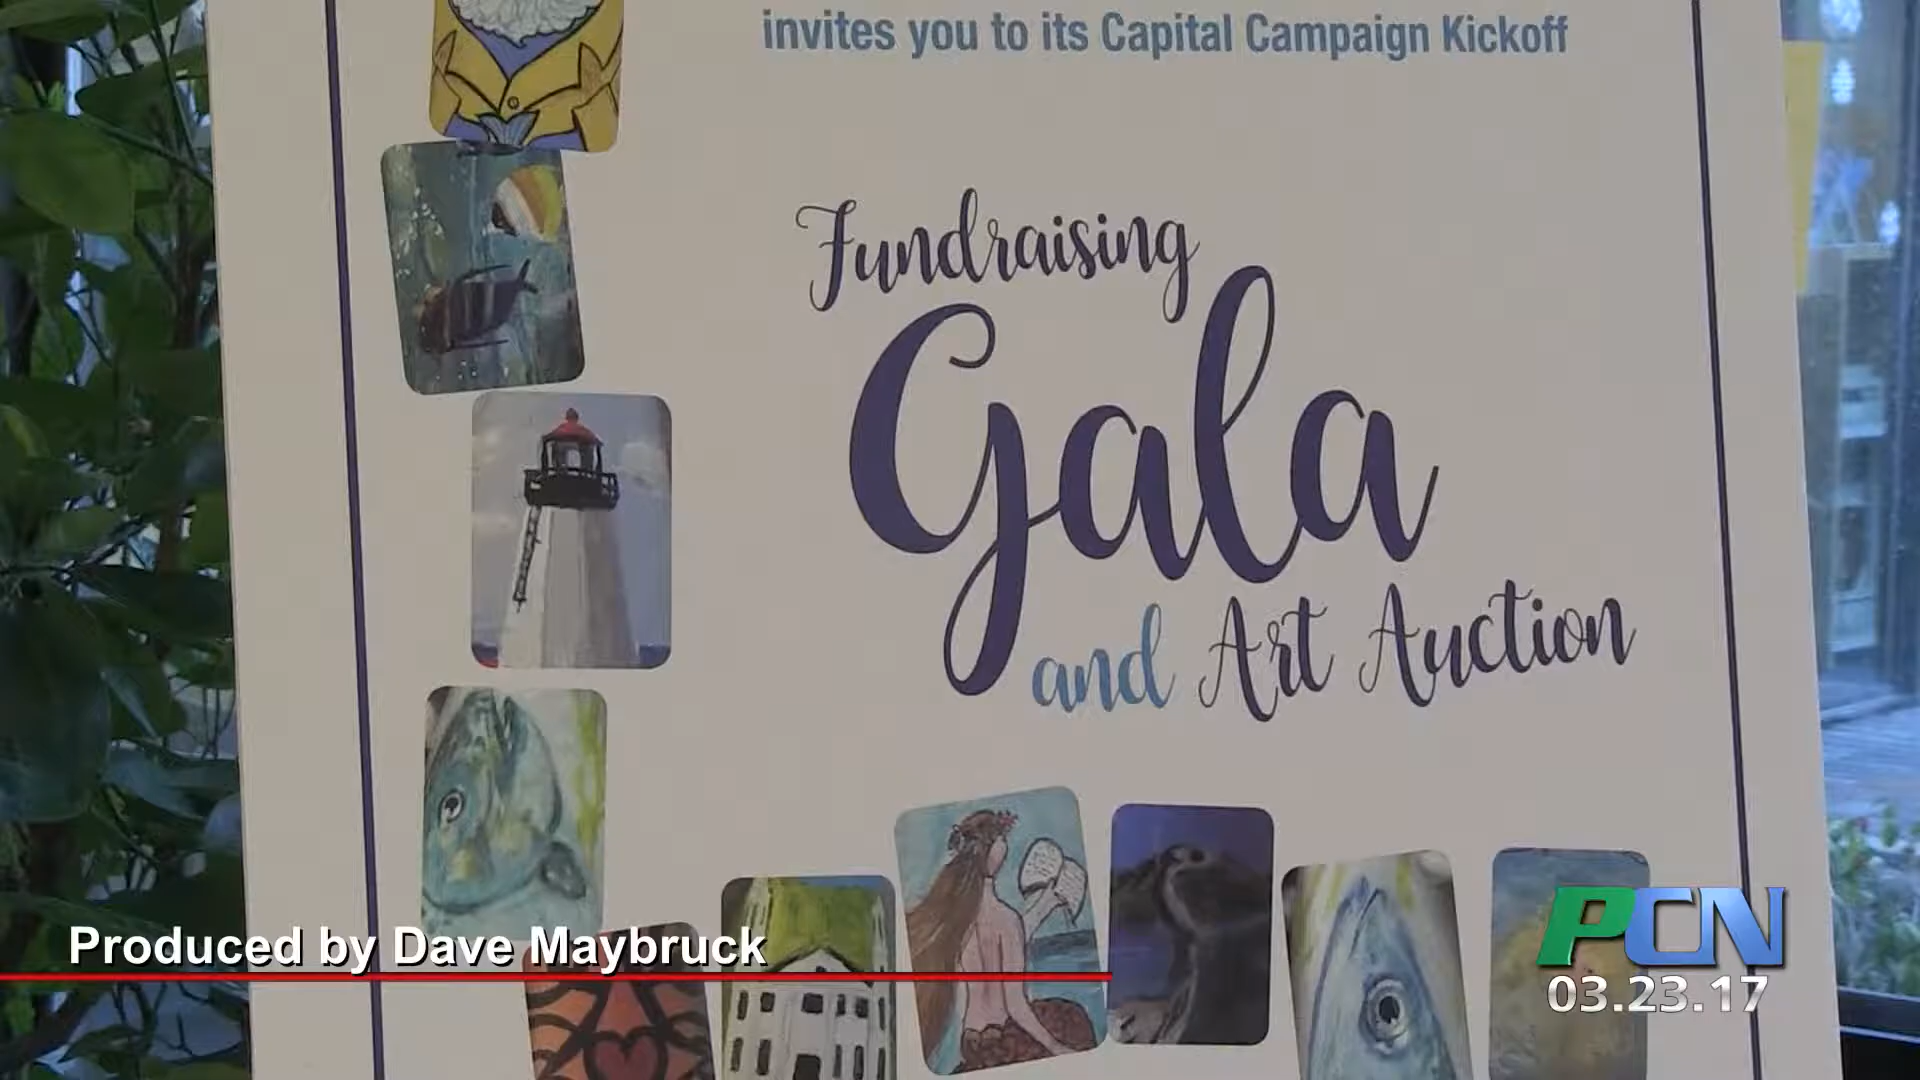 invites you to its Capital Campaign Kickoff
Fundraising
Gala
and Art Auction
Produced by Dave Maybruck
PCN
03.23.17